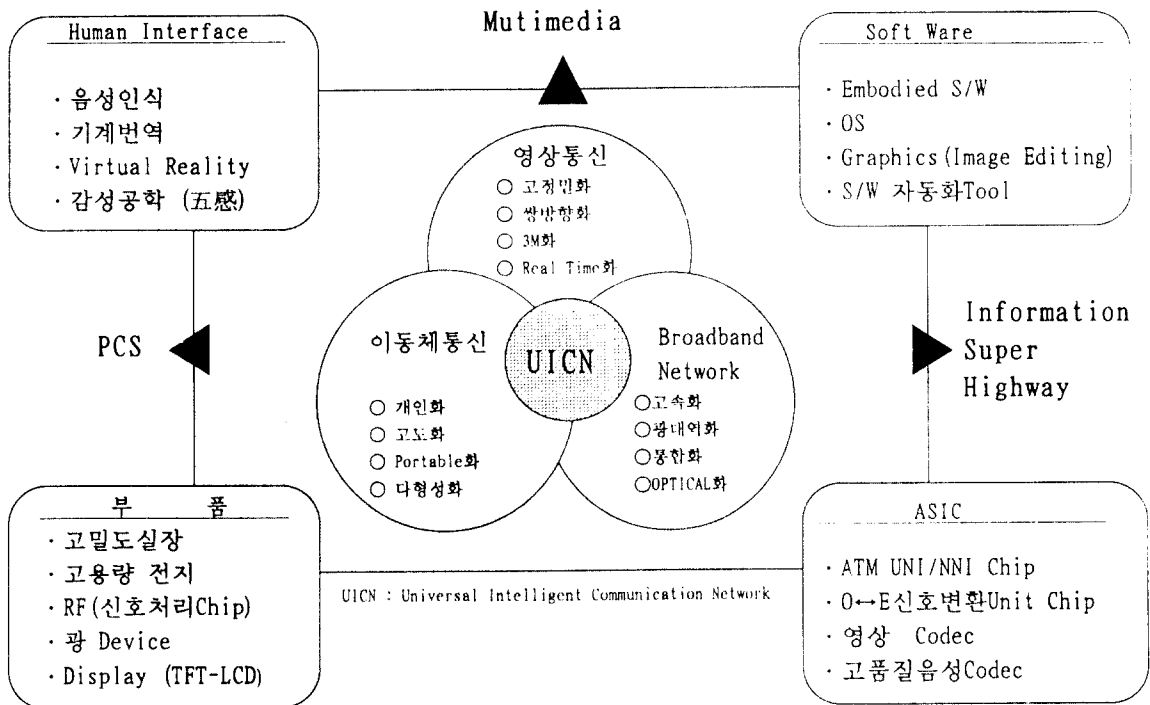 Mutimedia
Human Interface
· 음성인식
· 기계번역
· Virtual Reality
· 감성공학 (五感)
Soft Ware
· Embodied S/W
· OS
· Graphics(Image Editing)
· S/W 자동화Tool
영상통신
○ 고정밀화
○ 쌍방향화
○ 3M화
○ Real Time화
PCS
이동체통신
○ 개인화
○ 고도화
○ Portable화
○ 다형성화
UICN
Broadband
Network
○고속화
○광대역화
○통합화
○OPTICAL화
Information
Super
Highway
부 품
· 고밀도실장
· 고용량 전지
· RF(신호처리Chip)
· 광 Device
· Display (TFT-LCD)
UICN : Universal Intelligent Communication Network
ASIC
· ATM UNI/NNI Chip
· O↔E신호변환Unit Chip
· 영상 Codec
· 고품질음성Codec